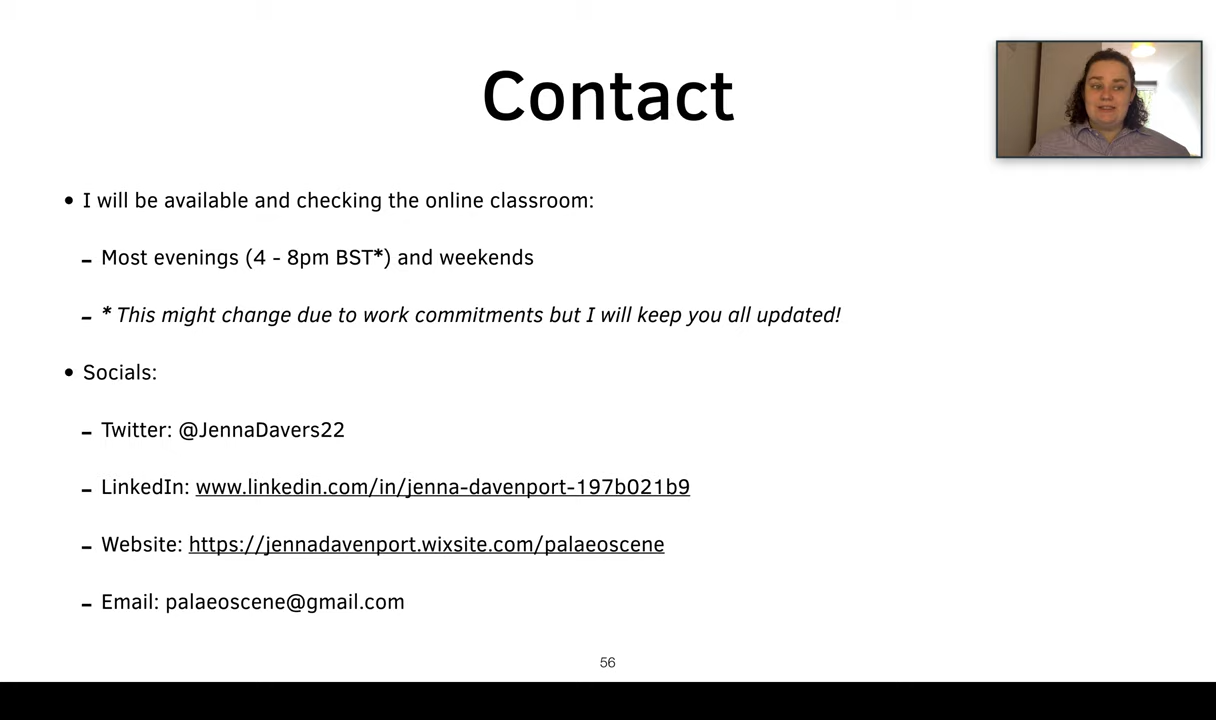 Contact
• I will be available and checking the online classroom:
- Most evenings (4 - 8pm BST*) and weekends
- * This might change due to work commitments but I will keep you all updated!
• Socials:
- Twitter: @JennaDavers22
- LinkedIn: www.linkedin.com/in/jenna-davenport-197b021b9
- Website: https://jennadavenport.wixsite.com/palaeoscene
- Email: palaeoscene@gmail.com
56